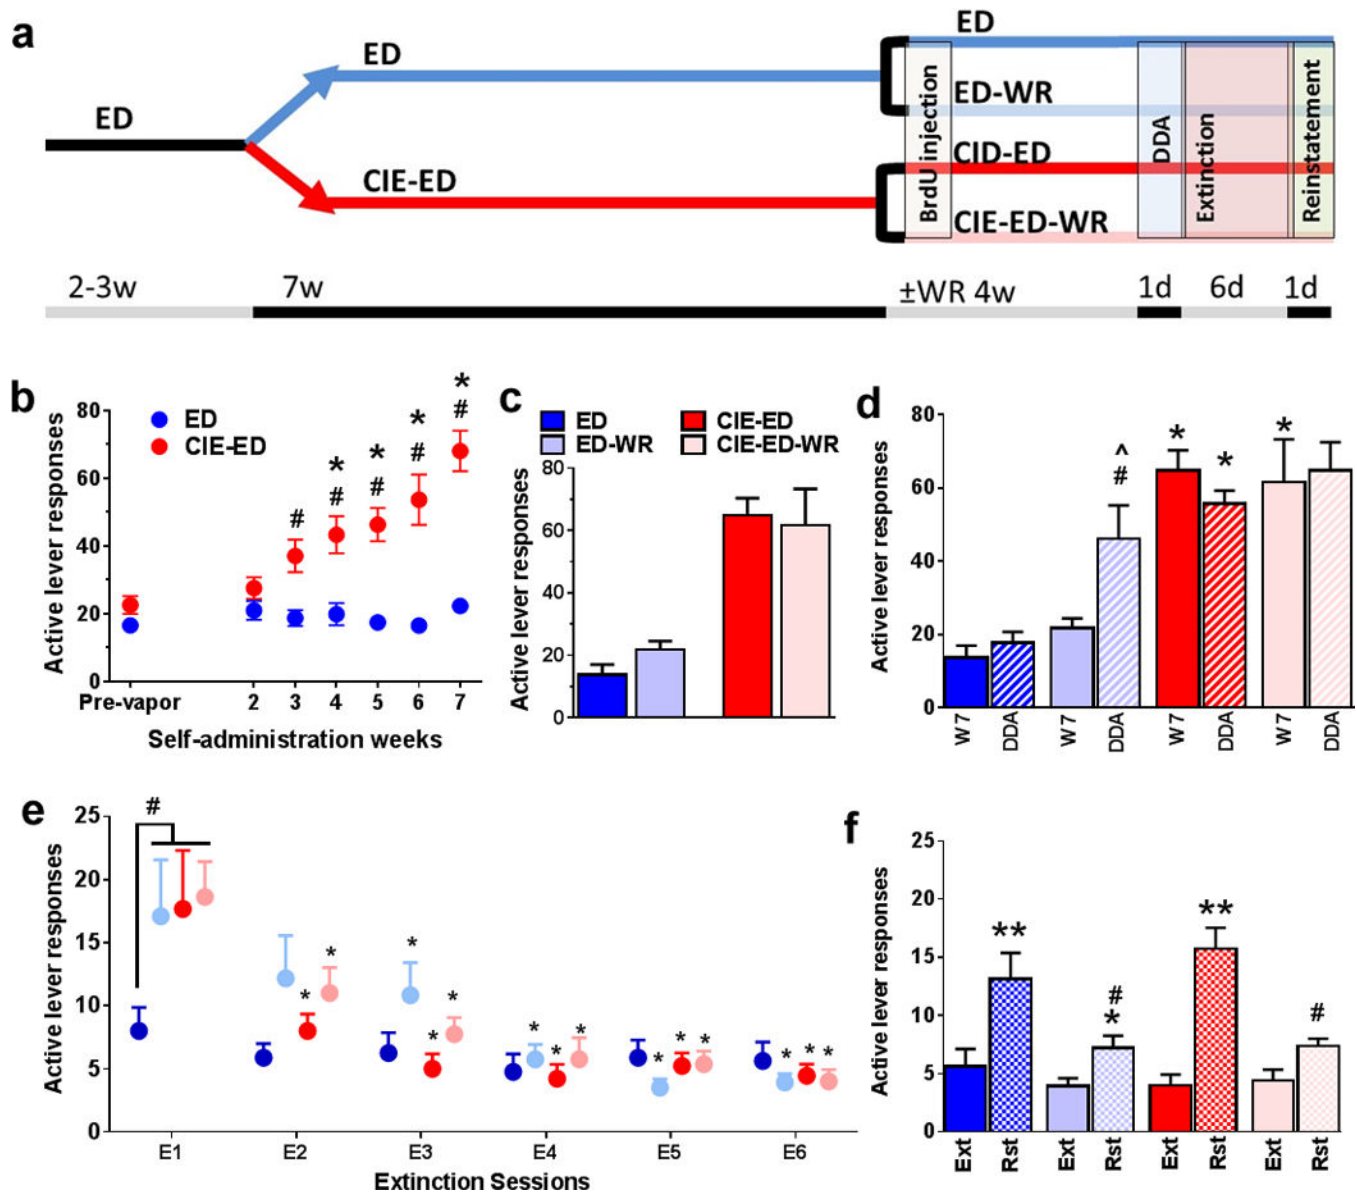 a
ED
ED
CIE-ED
BrdU injection
ED
ED-WR
CID-ED
CIE-ED-WR
DDA
Extinction
Reinstatement
2-3w
7w
±WR 4w
1d
6d
1d
b
Active lever responses
80
60
40
20
0
ED
CIE-ED
#
*
#
*
#
*
#
*
#
Pre-vapor
2
3
4
5
6
7
Self-administration weeks
c
ED
CIE-ED
ED-WR
CIE-ED-WR
Active lever responses
80
60
40
20
0
d
Active lever responses
80
60
40
20
0
^
#
*
*
*
W7
DDA
W7
DDA
W7
DDA
W7
DDA
e
Active lever responses
25
20
15
10
5
0
#
*
*
*
*
*
*
*
*
*
*
*
*
*
*
E1
E2
E3
E4
E5
E6
Extinction Sessions
f
Active lever responses
25
20
15
10
5
0
**
#
*
**
#
Ext
Rst
Ext
Rst
Ext
Rst
Ext
Rst